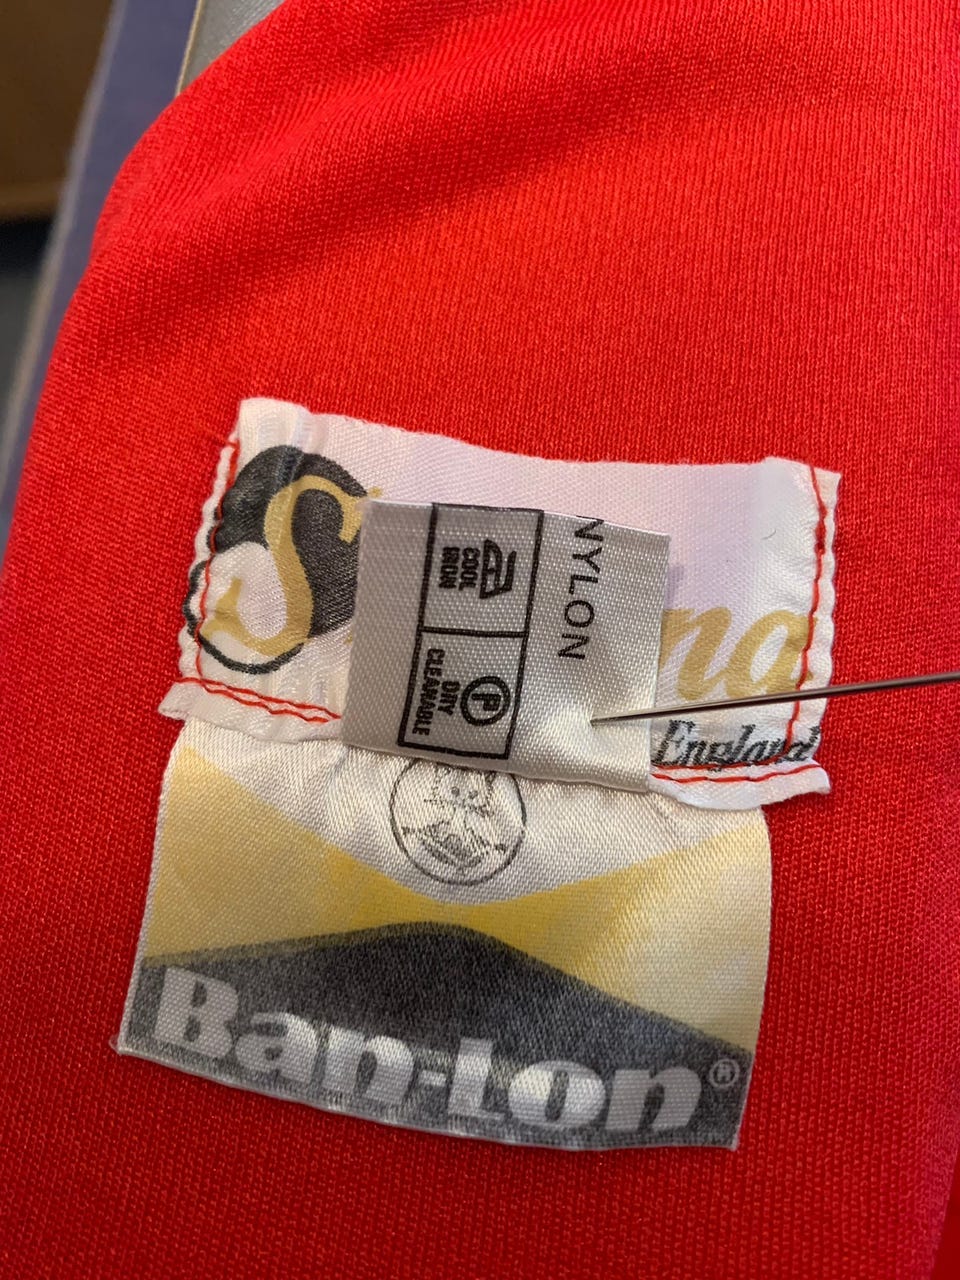 NYLON
COOL
IRON
P
DRY
CLEANABLE
England
Ban-Lon®